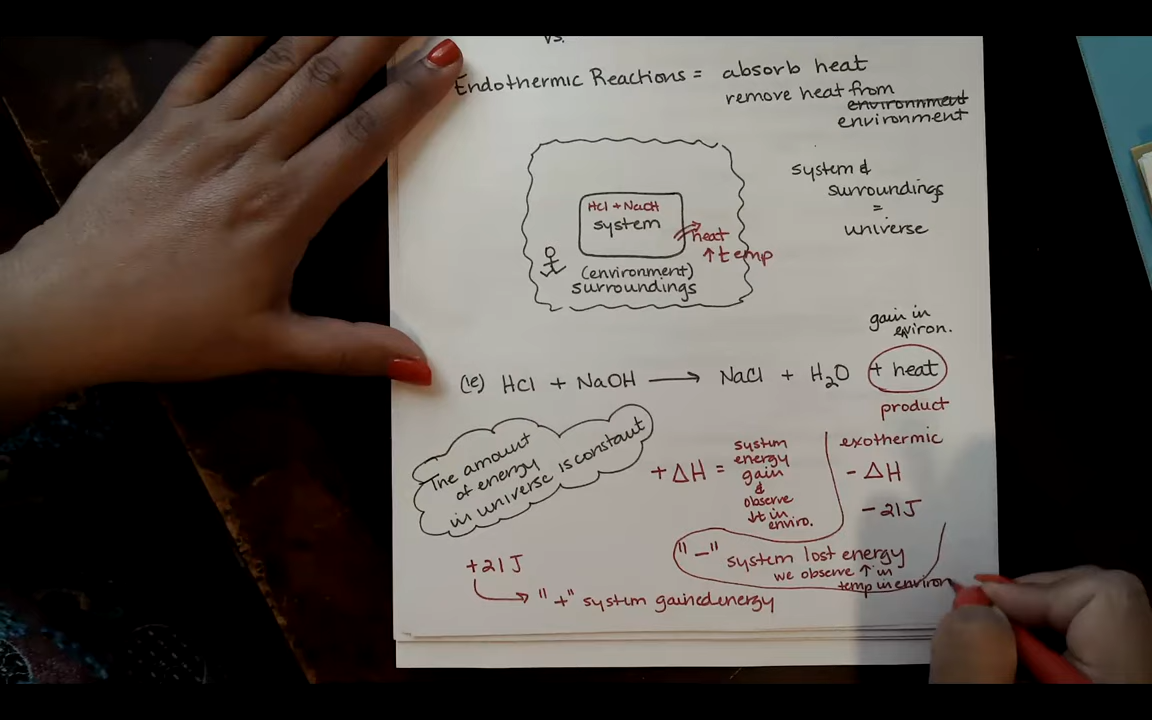 vs.
Endothermic Reactions = absorb heat
remove heat from
environment
environment
system &
surroundings
=
universe
HCl + NaOH
system
heat
↑ temp
(environment)
surroundings
gain in
environ.
(ie) HCl + NaOH ⟶ NaCl + H₂O + heat
product
The amount
of energy
in universe is constant
+ ΔH = system
energy
gain
&
observe
↓t in
enviro.
exothermic
- ΔH
- 21J
"–" system lost energy
we observe ↑ in
temp in environ
+21J
"+" system gained energy